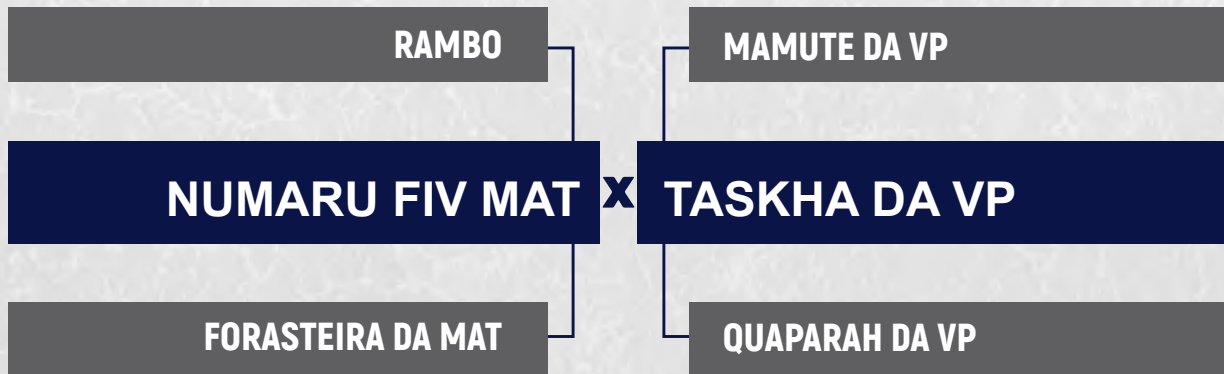 RAMBO
MAMUTE DA VP
NUMARU FIV MAT X TASKHA DA VP
FORASTEIRA DA MAT
QUAPARAH DA VP